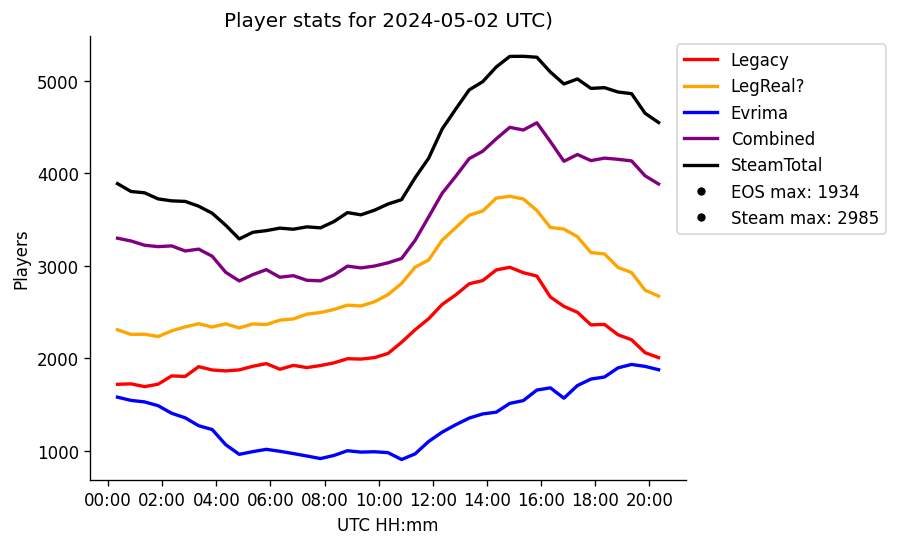 Player stats for 2024-05-02 UTC)
Players
5000
4000
3000
2000
1000
00:00 02:00 04:00 06:00 08:00 10:00 12:00 14:00 16:00 18:00 20:00
UTC HH:mm
Legacy
LegReal?
Evrima
Combined
SteamTotal
EOS max: 1934
Steam max: 2985